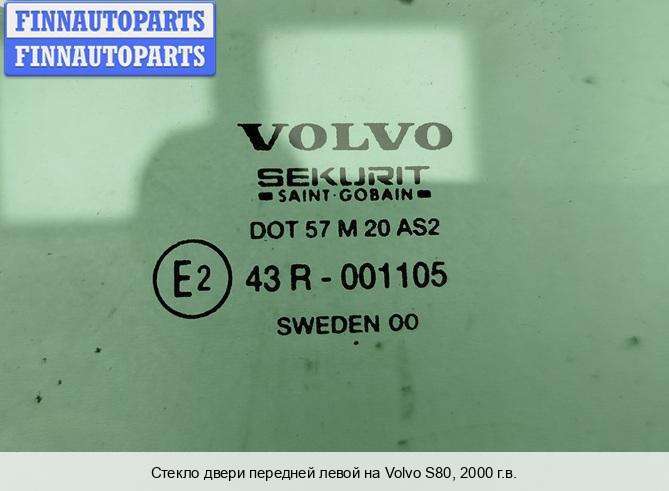 FINNAUTOPARTS
FINNAUTOPARTS
VOLVO
SEKURIT
SAINT-GOBAIN
DOT 57 M 20 AS2
E2 43 R - 001105
SWEDEN 00
Стекло двери передней левой на Volvo S80, 2000 г.в.